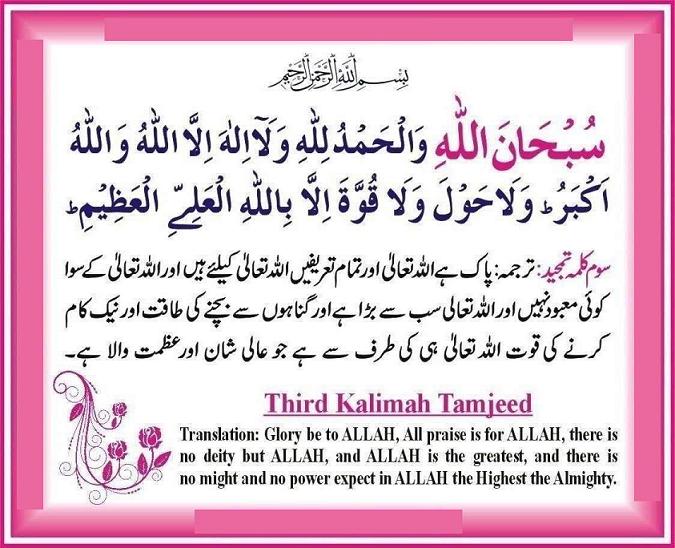 بِسْمِ اللهِ الرَّحْمٰنِ الرَّحِيْمِ
سُبْحَانَ اللهِ وَالْحَمْدُ لِلّٰهِ وَلَآ اِلٰهَ اِلَّا اللهُ وَاللهُ
اَكْبَرُ ؕ وَلَا حَوْلَ وَلَا قُوَّةَ اِلَّا بِاللهِ الْعَلِىِّ الْعَظِيْمِ ؕ
سوم کلمہ تمجید: ترجمہ: پاک ہے اللہ تعالیٰ اور تمام تعریفیں اللہ تعالیٰ کیلئے ہیں اور اللہ تعالیٰ کے سوا
کوئی معبود نہیں اور اللہ تعالیٰ سب سے بڑا ہے اور گناہوں سے بچنے کی طاقت اور نیک کام
کرنے کی قوت اللہ تعالیٰ ہی کی طرف سے ہے جو عالی شان اور عظمت والا ہے۔
Third Kalimah Tamjeed
Translation: Glory be to ALLAH, All praise is for ALLAH, there is
no deity but ALLAH, and ALLAH is the greatest, and there is
no might and no power expect in ALLAH the Highest the Almighty.